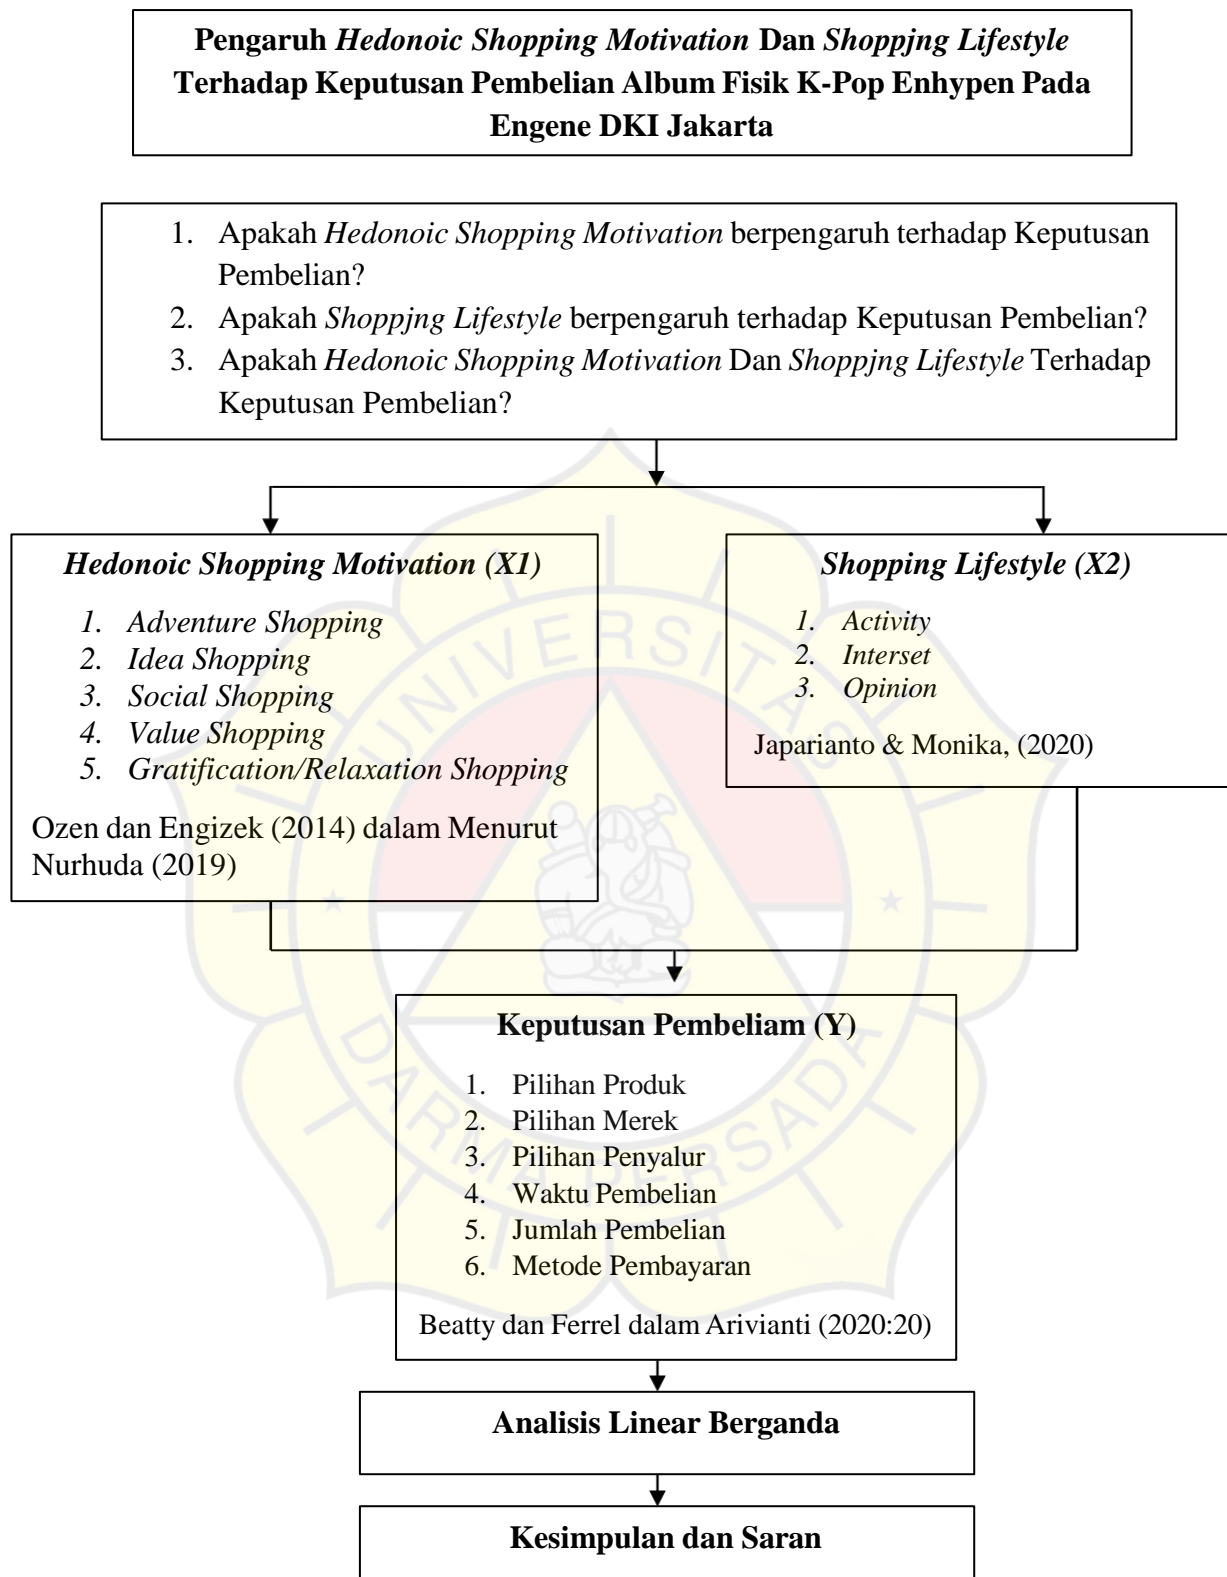 Pengaruh Hedonoic Shopping Motivation Dan Shoppjng Lifestyle
Terhadap Keputusan Pembelian Album Fisik K-Pop Enhypen Pada
Engene DKI Jakarta
1. Apakah Hedonoic Shopping Motivation berpengaruh terhadap Keputusan
Pembelian?
2. Apakah Shoppjng Lifestyle berpengaruh terhadap Keputusan Pembelian?
3. Apakah Hedonoic Shopping Motivation Dan Shoppjng Lifestyle Terhadap
Keputusan Pembelian?
Hedonoic Shopping Motivation (X1)
1. Adventure Shopping
2. Idea Shopping
3. Social Shopping
4. Value Shopping
5. Gratification/Relaxation Shopping
Ozen dan Engizek (2014) dalam Menurut
Nurhuda (2019)
Shopping Lifestyle (X2)
1. Activity
2. Interset
3. Opinion
Japarianto & Monika, (2020)
Keputusan Pembeliam (Y)
1. Pilihan Produk
2. Pilihan Merek
3. Pilihan Penyalur
4. Waktu Pembelian
5. Jumlah Pembelian
6. Metode Pembayaran
Beatty dan Ferrel dalam Arivianti (2020:20)
Analisis Linear Berganda
Kesimpulan dan Saran
UNIVERSITAS
DARMA PERSADA